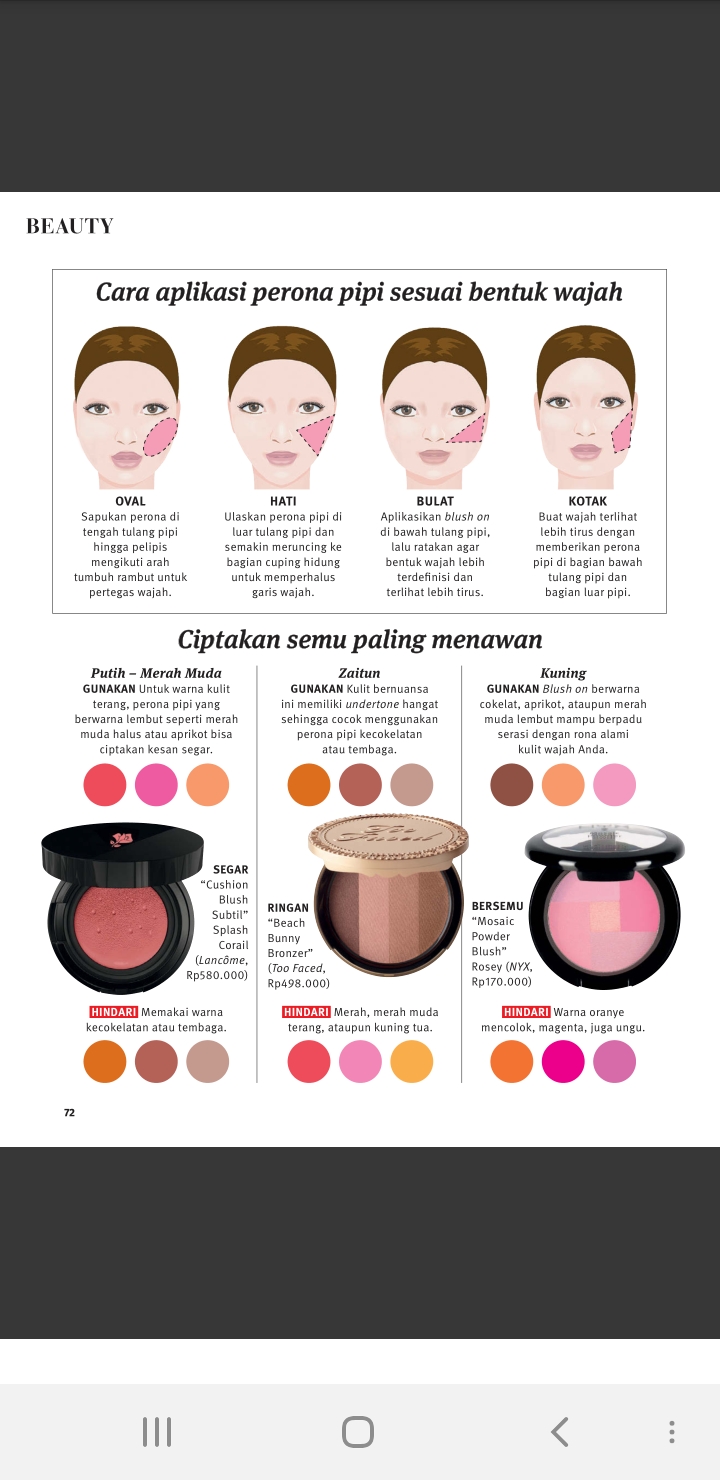 BEAUTY
Cara aplikasi perona pipi sesuai bentuk wajah
OVAL
Sapukan perona di
tengah tulang pipi
hingga pelipis
mengikuti arah
tumbuh rambut untuk
pertegas wajah.
HATI
Ulaskan perona pipi di
luar tulang pipi dan
semakin meruncing ke
bagian cuping hidung
untuk memperhalus
garis wajah.
BULAT
Aplikasikan blush on
di bawah tulang pipi,
lalu ratakan agar
bentuk wajah lebih
terdefinisi dan
terlihat lebih tirus.
KOTAK
Buat wajah terlihat
lebih tirus dengan
memberikan perona
pipi di bagian bawah
tulang pipi dan
bagian luar pipi.
Ciptakan semu paling menawan
Putih – Merah Muda
GUNAKAN Untuk warna kulit
terang, perona pipi yang
berwarna lembut seperti merah
muda halus atau aprikot bisa
ciptakan kesan segar.
SEGAR
“Cushion
Blush
Subtil”
Splash
Corail
(Lancôme,
Rp580.000)
HINDARI Memakai warna
kecokelatan atau tembaga.
Zaitun
GUNAKAN Kulit bernuansa
ini memiliki undertone hangat
sehingga cocok menggunakan
perona pipi kecokelatan
atau tembaga.
Too Faced
RINGAN
“Beach
Bunny
Bronzer”
(Too Faced,
Rp498.000)
HINDARI Merah, merah muda
terang, ataupun kuning tua.
Kuning
GUNAKAN Blush on berwarna
cokelat, aprikot, ataupun merah
muda lembut mampu berpadu
serasi dengan rona alami
kulit wajah Anda.
BERSEMU
“Mosaic
Powder
Blush”
Rosey (NYX,
Rp170.000)
HINDARI Warna oranye
mencolok, magenta, juga ungu.
72